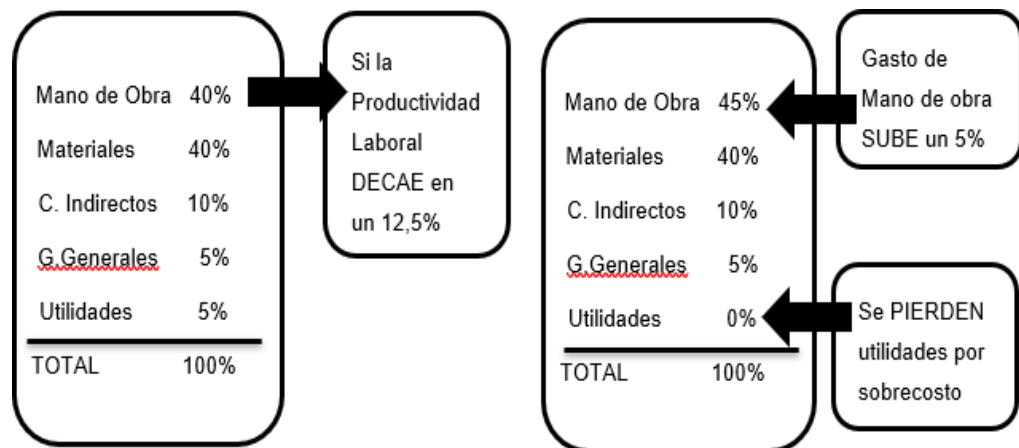 Mano de Obra 40%
Materiales 40%
C. Indirectos 10%
G.Generales 5%
Utilidades 5%
TOTAL 100%
Si la
Productividad
Laboral
DECAE en
un 12,5%
Mano de Obra 45%
Materiales 40%
C. Indirectos 10%
G.Generales 5%
Utilidades 0%
TOTAL 100%
Gasto de
Mano de obra
SUBE un 5%
Se PIERDEN
utilidades por
sobrecosto